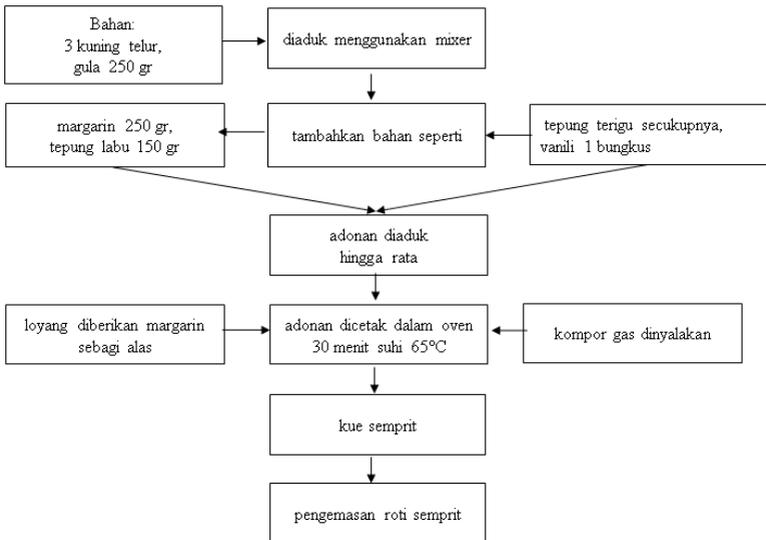 Bahan:
3 kuning telur,
gula 250 gr
diaduk menggunakan mixer
margarin 250 gr,
tepung labu 150 gr
tambahkan bahan seperti
tepung terigu secukupnya,
vanili 1 bungkus
adonan diaduk
hingga rata
loyang diberikan margarin
sebagi alas
adonan dicetak dalam oven
30 menit suhi 65°C
kompor gas dinyalakan
kue semprit
pengemasan roti semprit